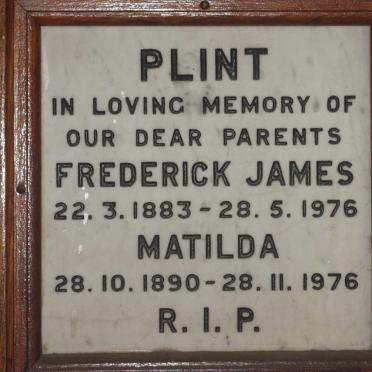 PLINT
IN LOVING MEMORY OF
OUR DEAR PARENTS
FREDERICK JAMES
22. 3. 1883 – 28. 5. 1976
MATILDA
28. 10. 1890 – 28. 11. 1976
R. I. P.